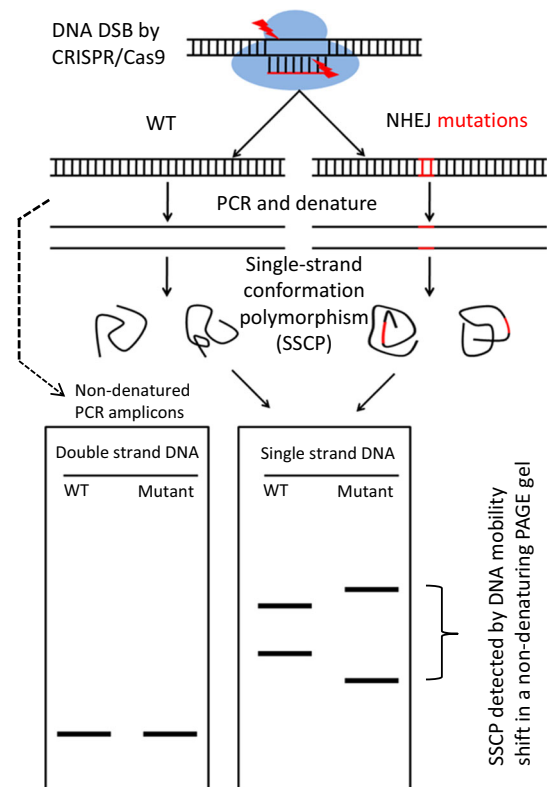 DNA DSB by
CRISPR/Cas9
WT
NHEJ mutations
PCR and denature
Single-strand
conformation
polymorphism
(SSCP)
Non-denatured
PCR amplicons
Double strand DNA
WT Mutant
Single strand DNA
WT Mutant
SSCP detected by DNA mobility
shift in a non-denaturing PAGE gel